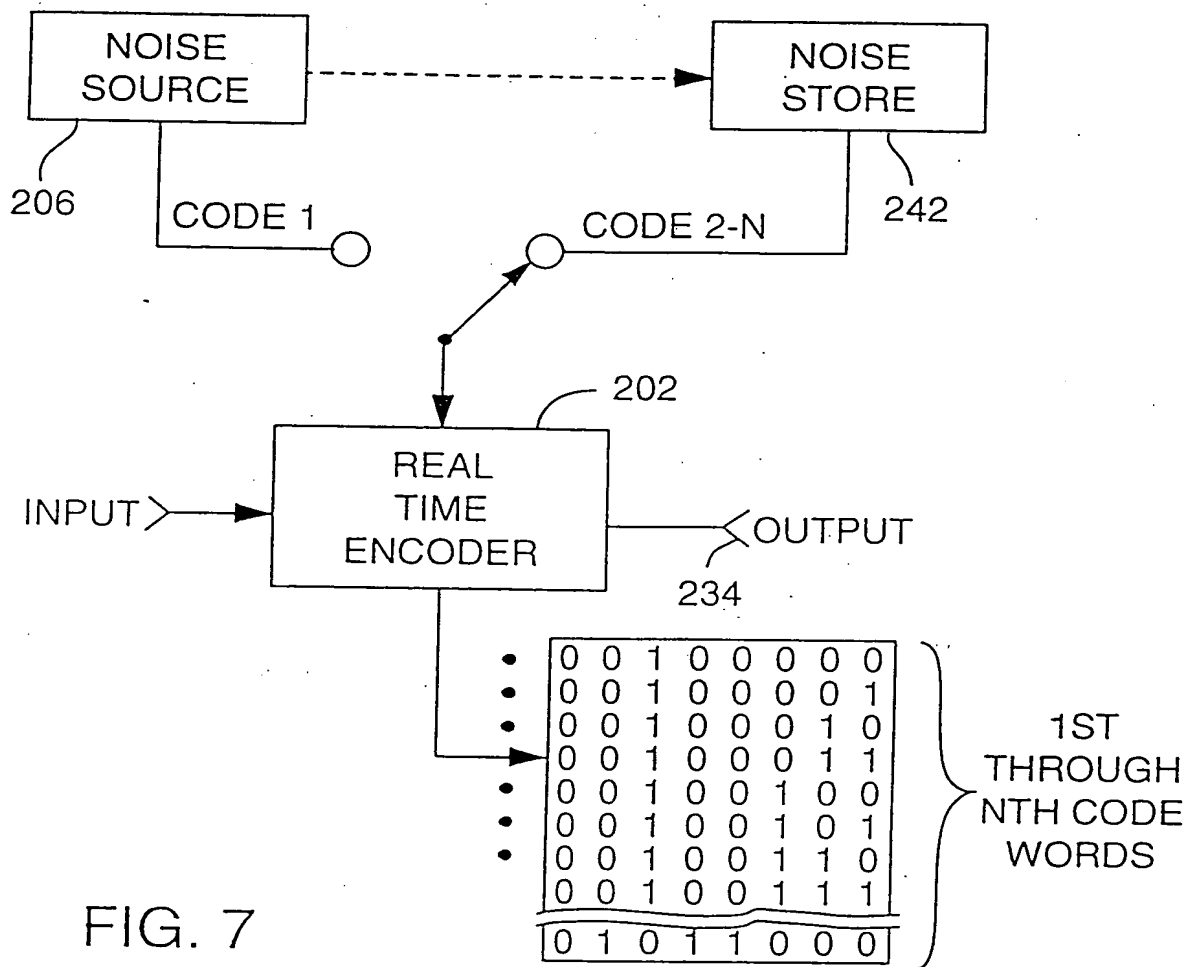 NOISE
SOURCE
NOISE
STORE
206
242
CODE 1
CODE 2-N
202
REAL
TIME
ENCODER
INPUT
OUTPUT
234
0 0 1 0 0 0 0 0
0 0 1 0 0 0 0 1
0 0 1 0 0 0 1 0
0 0 1 0 0 0 1 1
0 0 1 0 0 1 0 0
0 0 1 0 0 1 0 1
0 0 1 0 0 1 1 0
0 0 1 0 0 1 1 1
0 1 0 1 1 0 0 0
1ST
THROUGH
NTH CODE
WORDS
FIG. 7